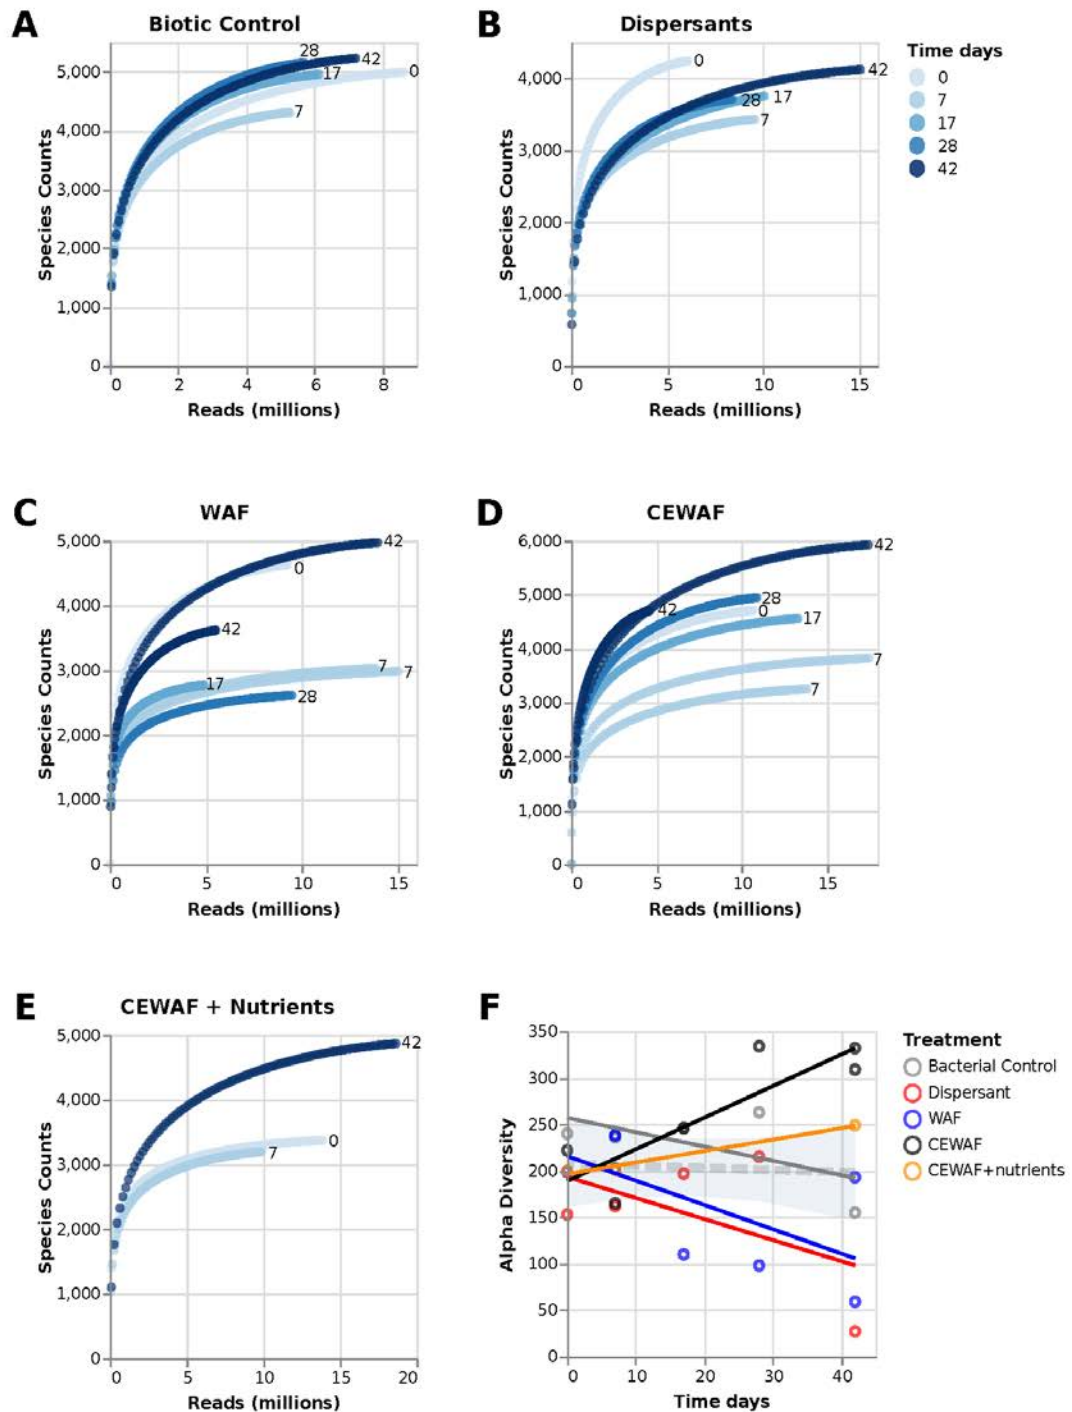 A
Biotic Control
Species Counts
5,000
4,000
3,000
2,000
1,000
0
28
42
17
0
7
0 2 4 6 8
Reads (millions)
B
Dispersants
Species Counts
4,000
3,000
2,000
1,000
0
0
42
28
17
7
0 5 10 15
Reads (millions)
Time days
0
7
17
28
42
C
WAF
Species Counts
5,000
4,000
3,000
2,000
1,000
0
42
0
42
7
7
17
28
0 5 10 15
Reads (millions)
D
CEWAF
Species Counts
6,000
5,000
4,000
3,000
2,000
1,000
0
42
28
42
0
17
7
7
0 5 10 15
Reads (millions)
E
CEWAF + Nutrients
Species Counts
5,000
4,000
3,000
2,000
1,000
0
42
0
7
0 5 10 15 20
Reads (millions)
F
Alpha Diversity
350
300
250
200
150
100
50
0
0 10 20 30 40
Time days
Treatment
Bacterial Control
Dispersant
WAF
CEWAF
CEWAF+nutrients